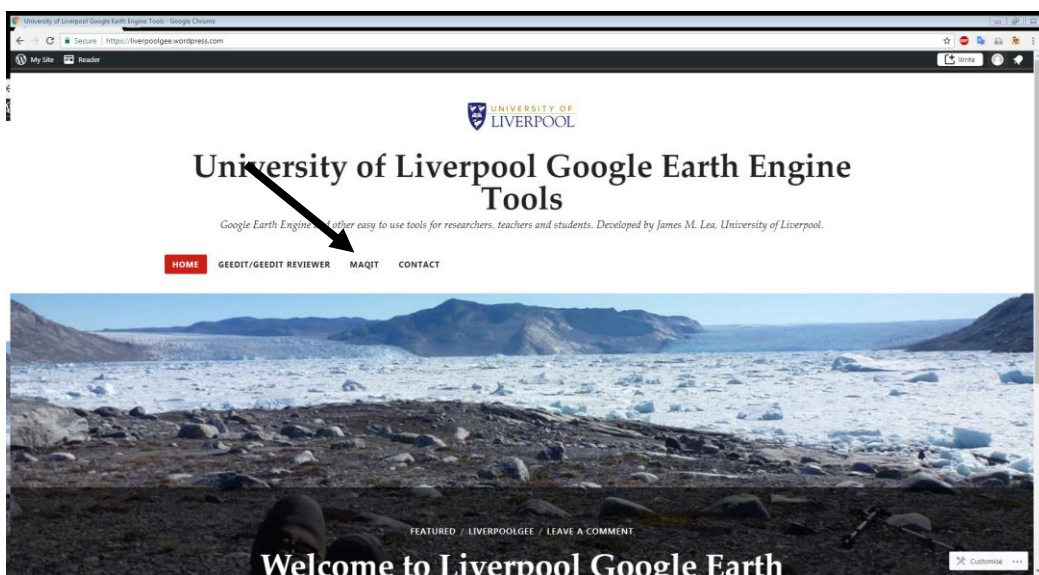 University of Liverpool Google Earth Engine Tools - Google Chrome
Secure | https://liverpoolgee.wordpress.com
My Site Reader Write
UNIVERSITY OF
LIVERPOOL
University of Liverpool Google Earth Engine
Tools
Google Earth Engine and other easy to use tools for researchers, teachers and students. Developed by James M. Lea, University of Liverpool.
HOME GEEDIT/GEEDIT REVIEWER MAQIT CONTACT
FEATURED / LIVERPOOLGEE / LEAVE A COMMENT
Welcome to Liverpool Google Earth
Customise